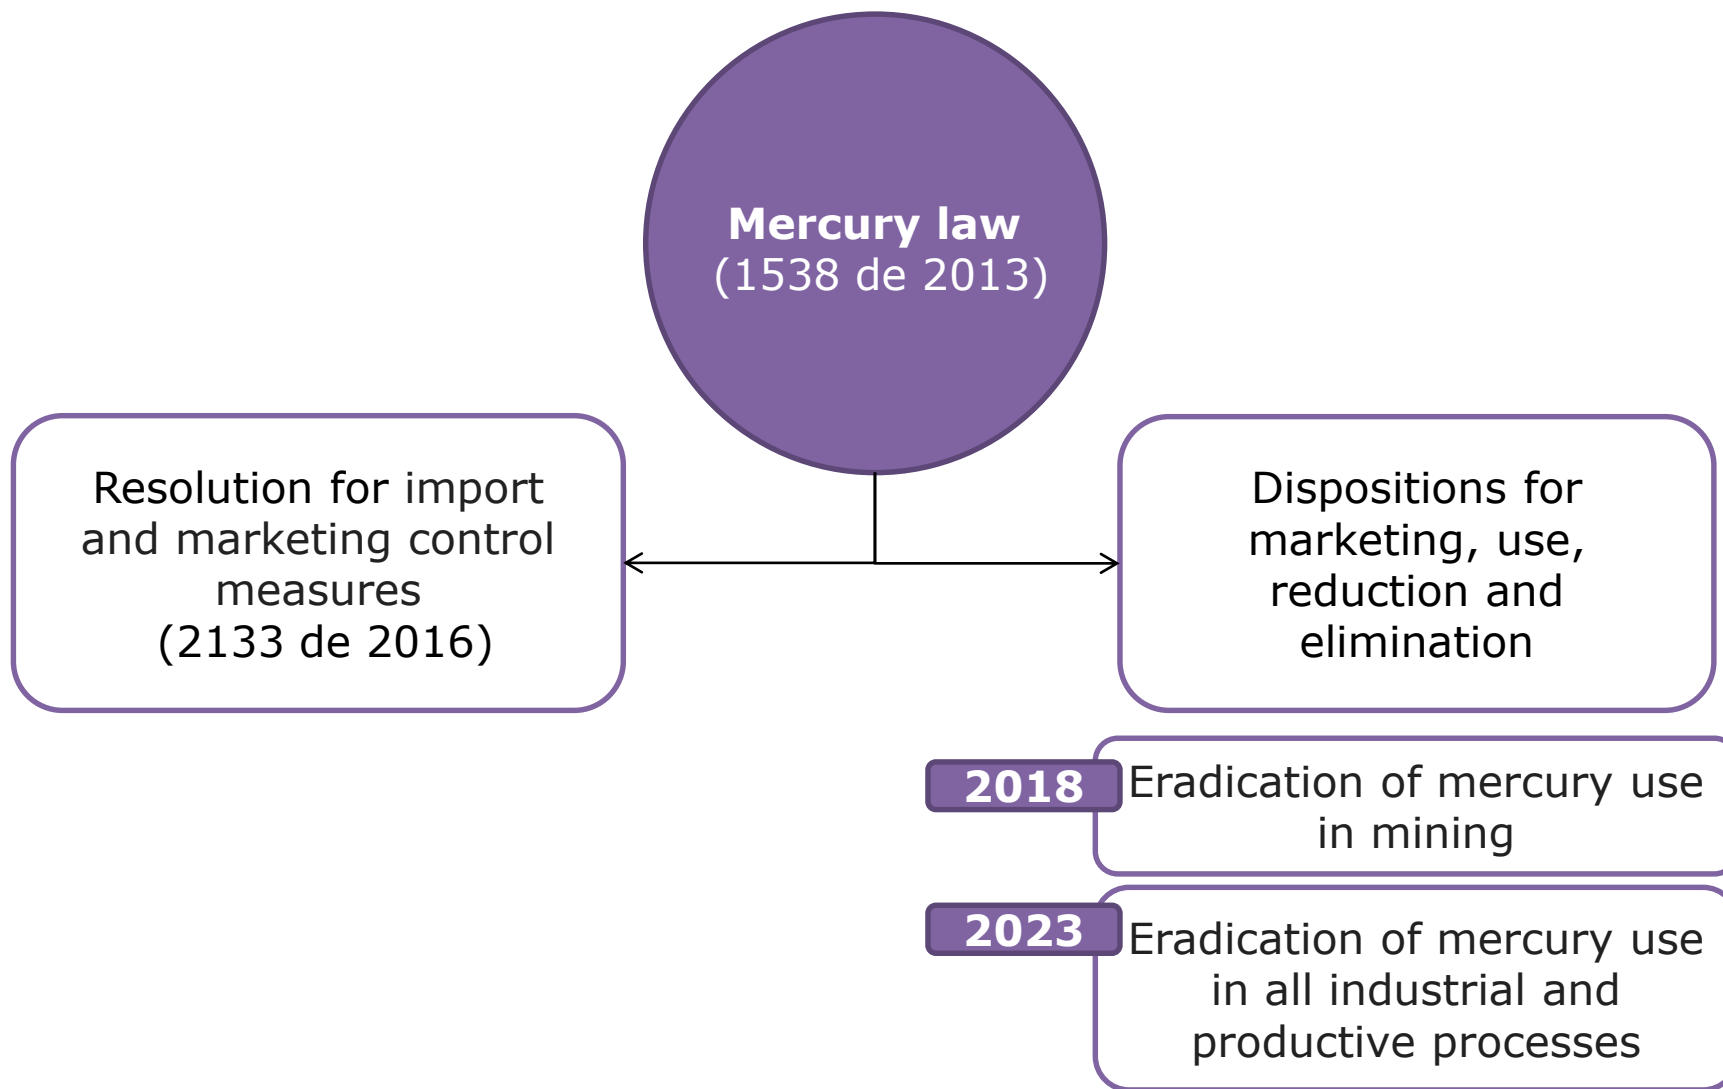 Mercury law
(1538 de 2013)
Resolution for import
and marketing control
measures
(2133 de 2016)
Dispositions for
marketing, use,
reduction and
elimination
2018
Eradication of mercury use
in mining
2023
Eradication of mercury use
in all industrial and
productive processes